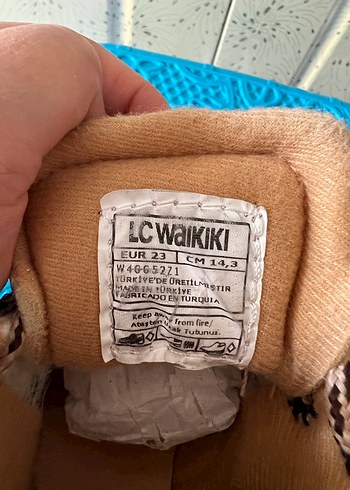 LC WAIKIKI
EUR 23 CM 14,3
W4GG52Z1
TÜRKİYE'DE ÜRETİLMİŞTİR
MADE IN TÜRKİYE
FABRICADO EN TURQUIA
Keep away from fire/
Ateşten Uzak Tutunuz.